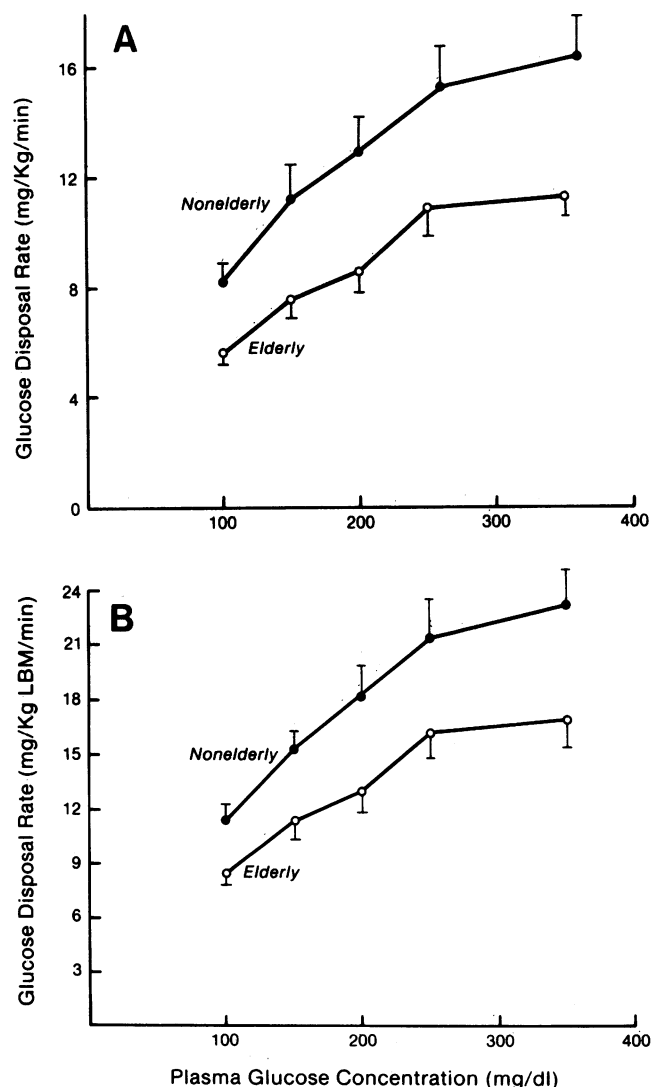 A
16
12
8
4
0
Glucose Disposal Rate (mg/Kg/min)
Nonelderly
Elderly
100
200
300
400
B
24
21
18
15
12
9
6
3
Glucose Disposal Rate (mg/Kg LBM/min)
Nonelderly
Elderly
100
200
300
400
Plasma Glucose Concentration (mg/dl)